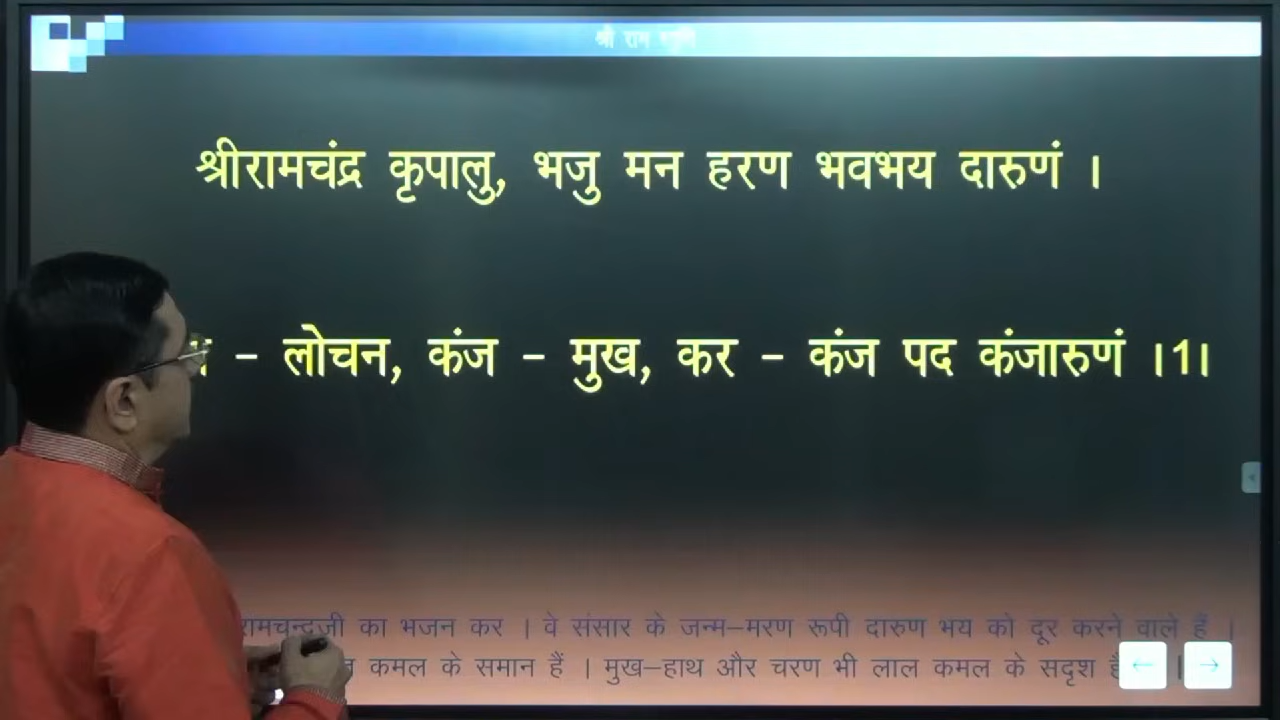 श्री राम स्तुति
श्रीरामचंद्र कृपालु, भजु मन हरण भवभय दारुणं ।
– लोचन, कंज – मुख, कर – कंज पद कंजारुणं ।1।
रामचन्द्रजी का भजन कर । वे संसार के जन्म–मरण रूपी दारुण भय को दूर करने वाले हैं ।
कमल के समान हैं । मुख–हाथ और चरण भी लाल कमल के सदृश